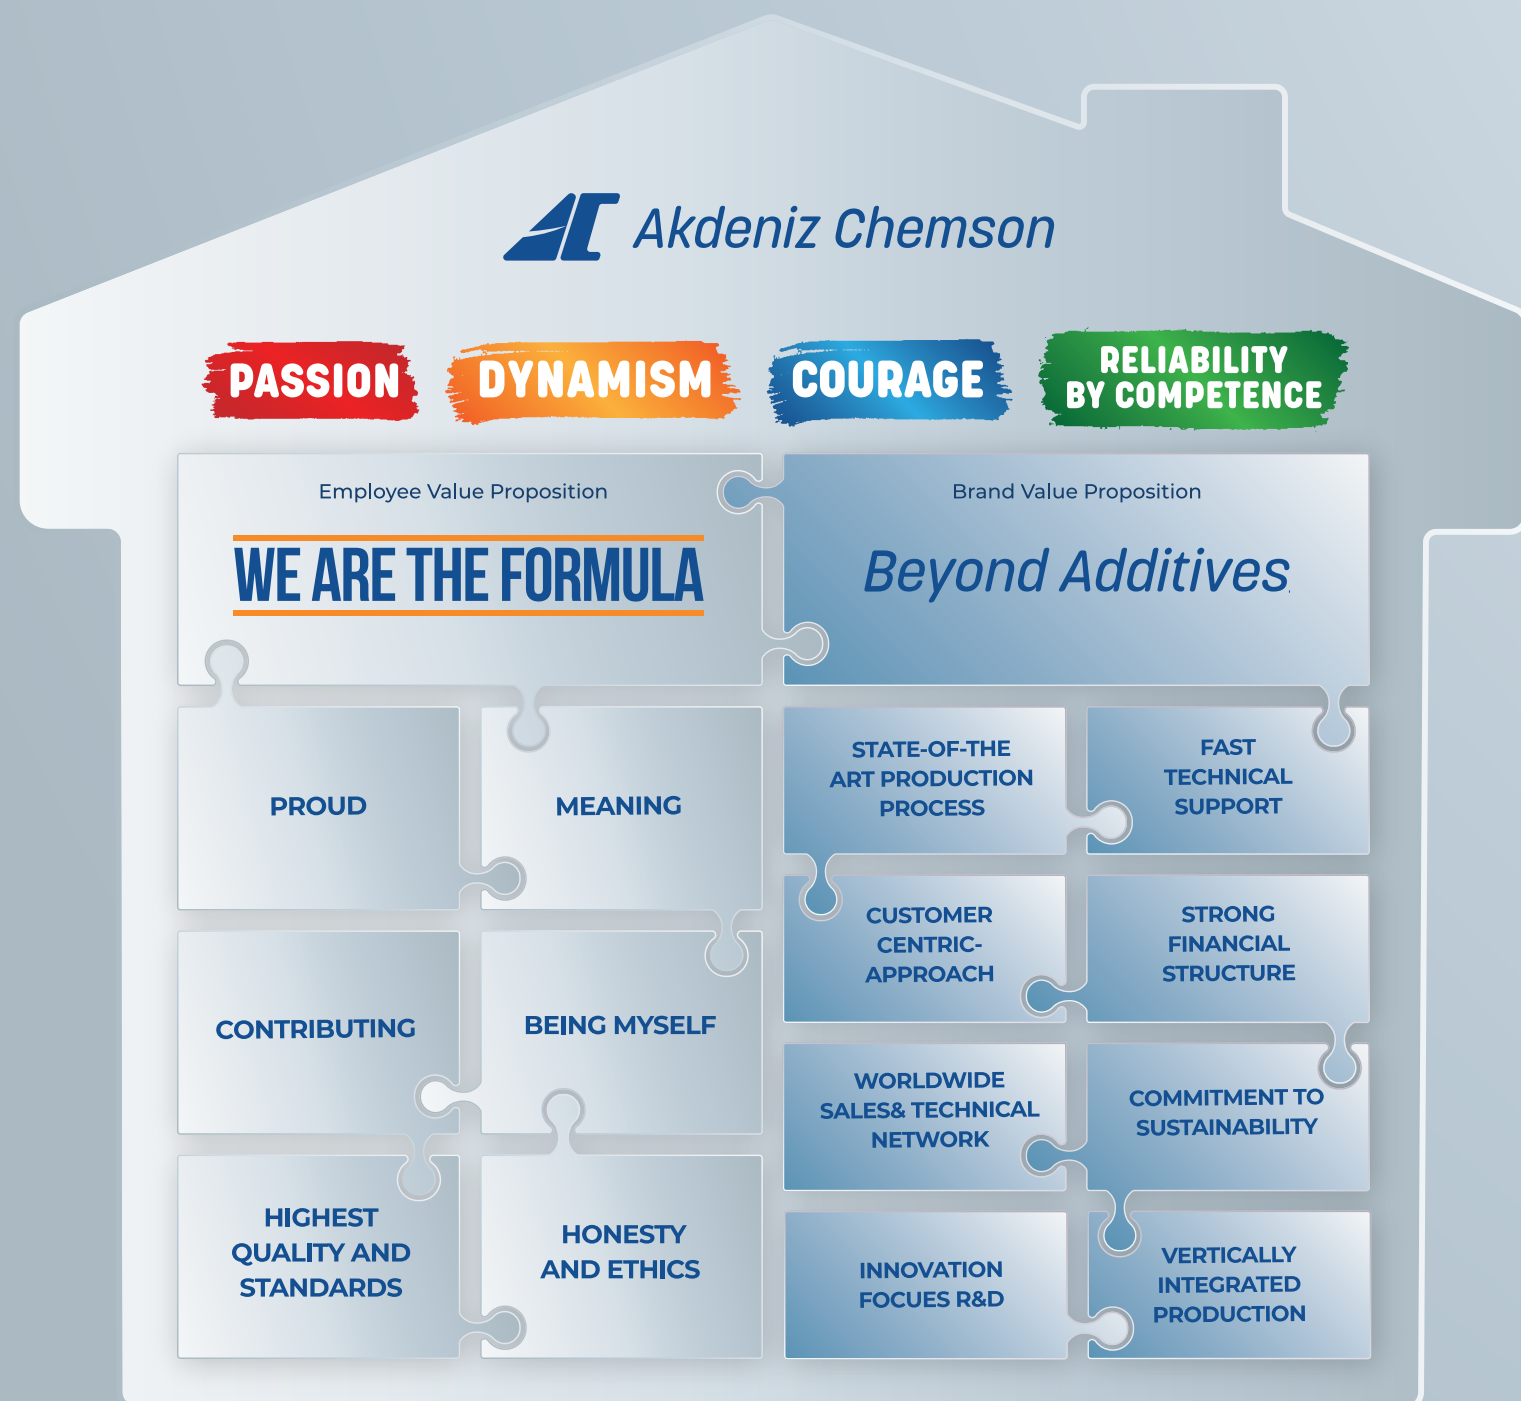 Akdeniz Chemson
PASSION
DYNAMISM
COURAGE
RELIABILITY
BY COMPETENCE
Employee Value Proposition
WE ARE THE FORMULA
Brand Value Proposition
Beyond Additives
PROUD
MEANING
CONTRIBUTING
BEING MYSELF
HIGHEST
QUALITY AND
STANDARDS
HONESTY
AND ETHICS
STATE-OF-THE
ART PRODUCTION
PROCESS
FAST
TECHNICAL
SUPPORT
CUSTOMER
CENTRIC-
APPROACH
STRONG
FINANCIAL
STRUCTURE
WORLDWIDE
SALES& TECHNICAL
NETWORK
COMMITMENT TO
SUSTAINABILITY
INNOVATION
FOCUES R&D
VERTICALLY
INTEGRATED
PRODUCTION